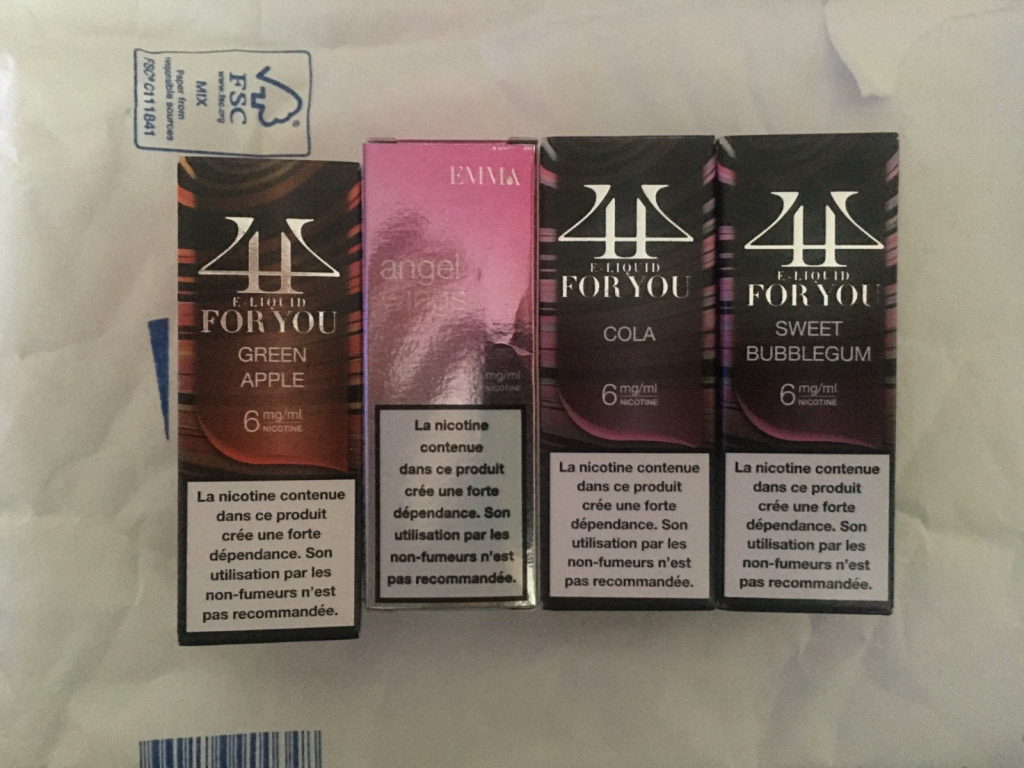 FSC
www.fsc.org
MIX
Paper from
responsible sources
FSC® C111841
44
E-LIQUID
FOR YOU
GREEN
APPLE
6 mg/ml
NICOTINE
La nicotine contenue
dans ce produit
crée une forte
dépendance. Son
utilisation par les
non-fumeurs n'est
pas recommandée.
EMMA
angel
mg/ml
NICOTINE
La nicotine
contenue
dans ce produit
crée une forte
dépendance. Son
utilisation par les
non-fumeurs n'est
pas recommandée.
44
E-LIQUID
FOR YOU
COLA
6 mg/ml
NICOTINE
La nicotine contenue
dans ce produit
crée une forte
dépendance. Son
utilisation par les
non-fumeurs n'est
pas recommandée.
44
E-LIQUID
FOR YOU
SWEET
BUBBLEGUM
6 mg/ml
NICOTINE
La nicotine contenue
dans ce produit
crée une forte
dépendance. Son
utilisation par les
non-fumeurs n'est
pas recommandée.